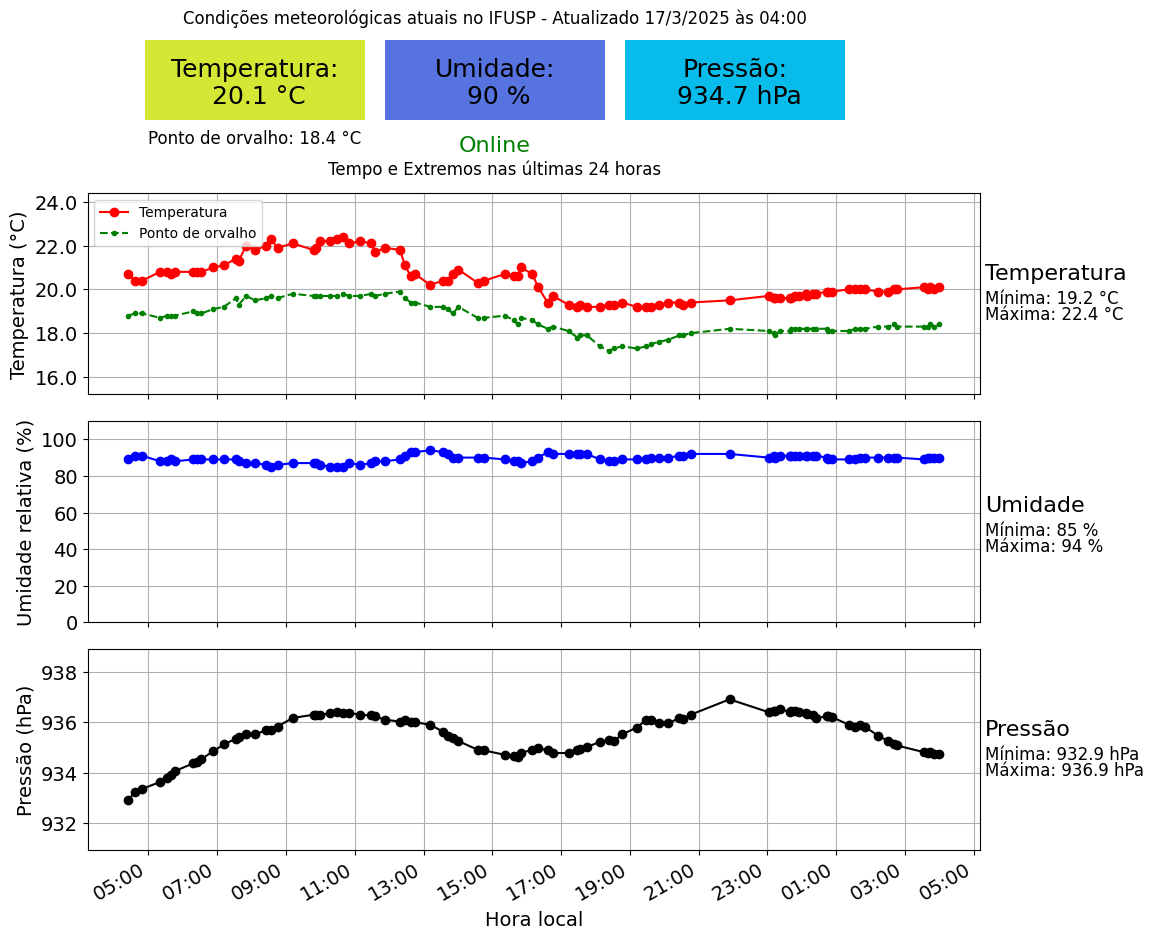 Condições meteorológicas atuais no IFUSP - Atualizado 17/3/2025 às 04:00
Temperatura:
20.1 °C
Umidade:
90 %
Pressão:
934.7 hPa
Ponto de orvalho: 18.4 °C
Online
Tempo e Extremos nas últimas 24 horas
Temperatura (°C)
24.0
22.0
20.0
18.0
16.0
Temperatura
Ponto de orvalho
Temperatura
Mínima: 19.2 °C
Máxima: 22.4 °C
Umidade relativa (%)
100
80
60
40
20
0
Umidade
Mínima: 85 %
Máxima: 94 %
Pressão (hPa)
938
936
934
932
Pressão
Mínima: 932.9 hPa
Máxima: 936.9 hPa
05:00 07:00 09:00 11:00 13:00 15:00 17:00 19:00 21:00 23:00 01:00 03:00 05:00
Hora local